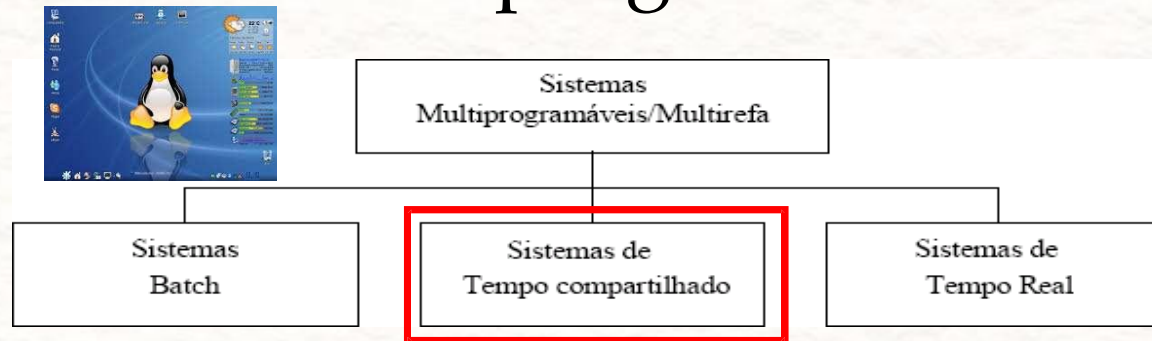 Sistemas
Multiprogramáveis/Multirefa
Sistemas
Batch
Sistemas de
Tempo compartilhado
Sistemas de
Tempo Real